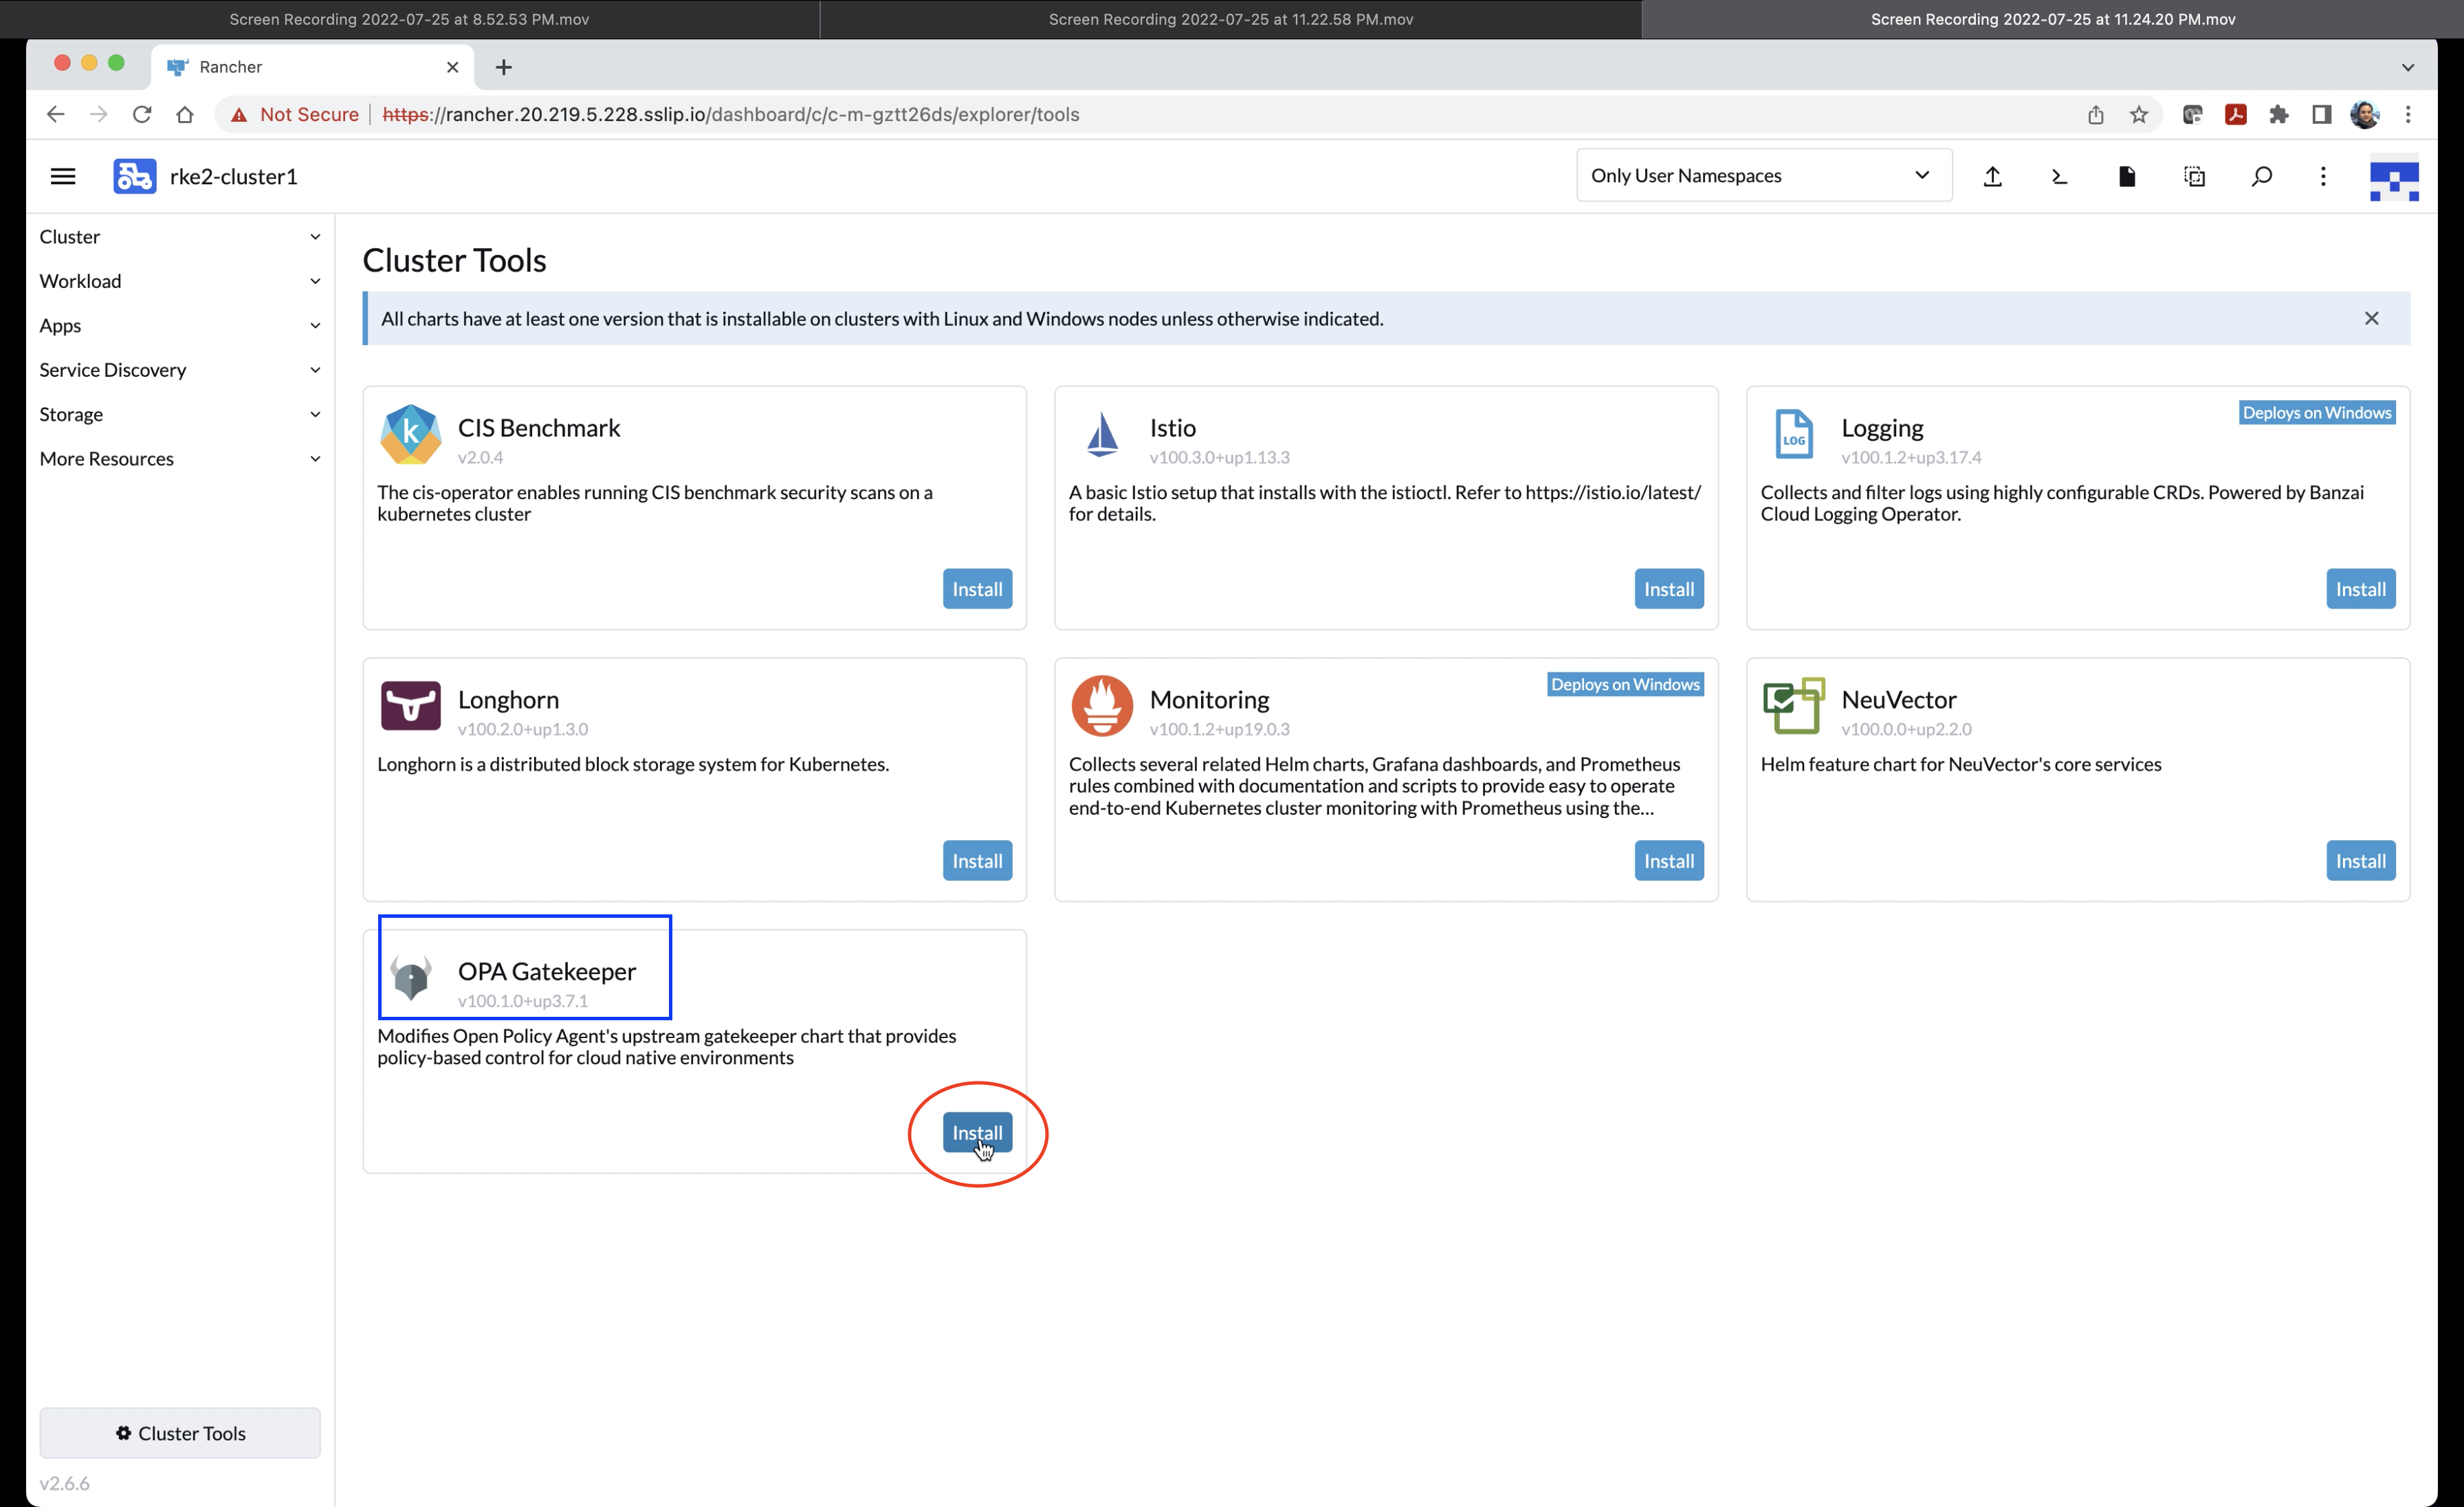 Screen Recording 2022-07-25 at 8.52.53 PM.mov
Screen Recording 2022-07-25 at 11.22.58 PM.mov
Screen Recording 2022-07-25 at 11.24.20 PM.mov
Rancher
Not Secure https://rancher.20.219.5.228.sslip.io/dashboard/c/c-m-gztt26ds/explorer/tools
rke2-cluster1
Only User Namespaces
Cluster
Workload
Apps
Service Discovery
Storage
More Resources
Cluster Tools
All charts have at least one version that is installable on clusters with Linux and Windows nodes unless otherwise indicated.
k
CIS Benchmark
v2.0.4
The cis-operator enables running CIS benchmark security scans on a
kubernetes cluster
Install
Istio
v100.3.0+up1.13.3
A basic Istio setup that installs with the istioctl. Refer to https://istio.io/latest/
for details.
Install
Deploys on Windows
LOG
Logging
v100.1.2+up3.17.4
Collects and filter logs using highly configurable CRDs. Powered by Banzai
Cloud Logging Operator.
Install
Longhorn
v100.2.0+up1.3.0
Longhorn is a distributed block storage system for Kubernetes.
Install
Deploys on Windows
Monitoring
v100.1.2+up19.0.3
Collects several related Helm charts, Grafana dashboards, and Prometheus
rules combined with documentation and scripts to provide easy to operate
end-to-end Kubernetes cluster monitoring with Prometheus using the...
Install
NeuVector
v100.0.0+up2.2.0
Helm feature chart for NeuVector's core services
Install
OPA Gatekeeper
v100.1.0+up3.7.1
Modifies Open Policy Agent's upstream gatekeeper chart that provides
policy-based control for cloud native environments
Install
Cluster Tools
v2.6.6